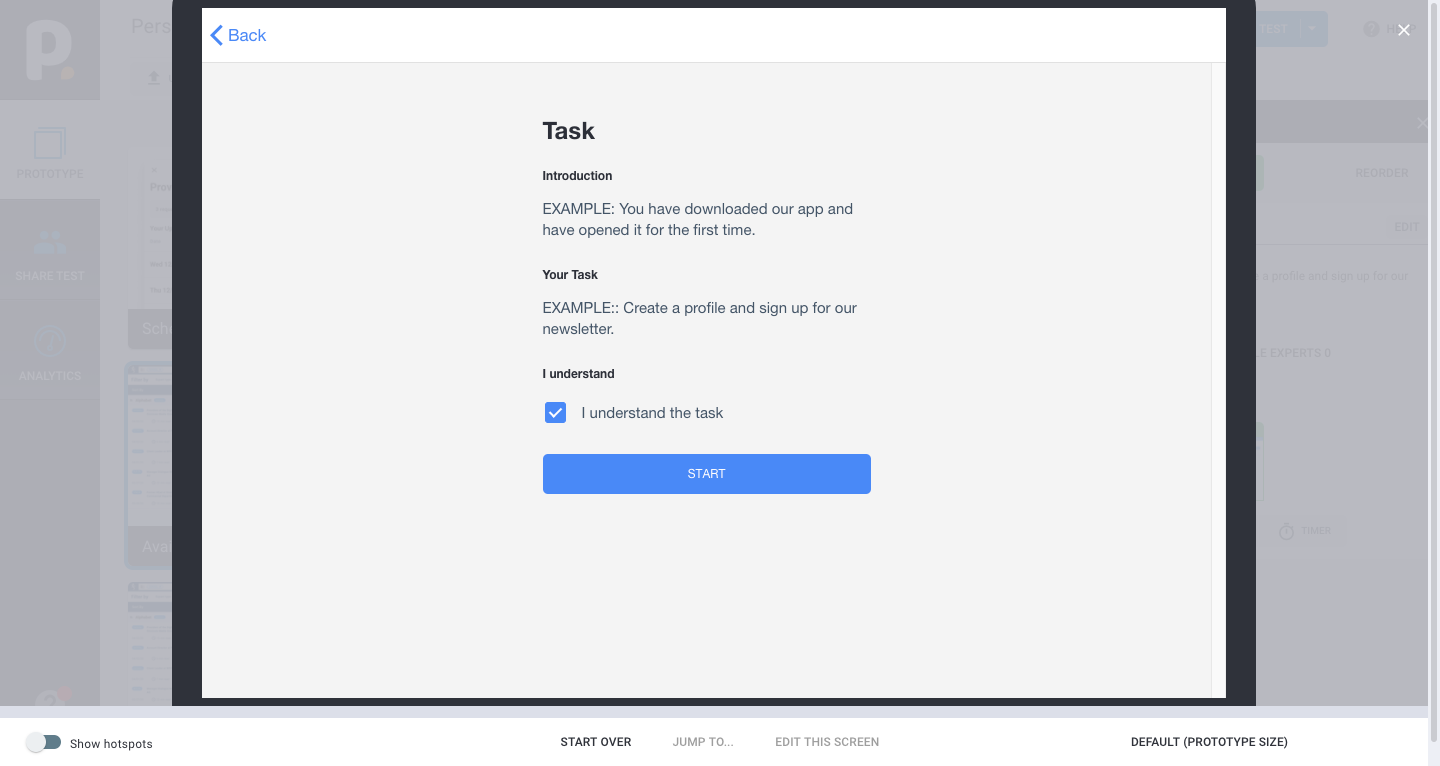 Back
Task
Introduction
EXAMPLE: You have downloaded our app and
have opened it for the first time.
Your Task
EXAMPLE:: Create a profile and sign up for our
newsletter.
I understand
I understand the task
START
PROTOTYPE
SHARE TEST
ANALYTICS
TEST
REORDER
EDIT
a profile and sign up for our
EXPERTS 0
TIMER
Show hotspots
START OVER
JUMP TO...
EDIT THIS SCREEN
DEFAULT (PROTOTYPE SIZE)